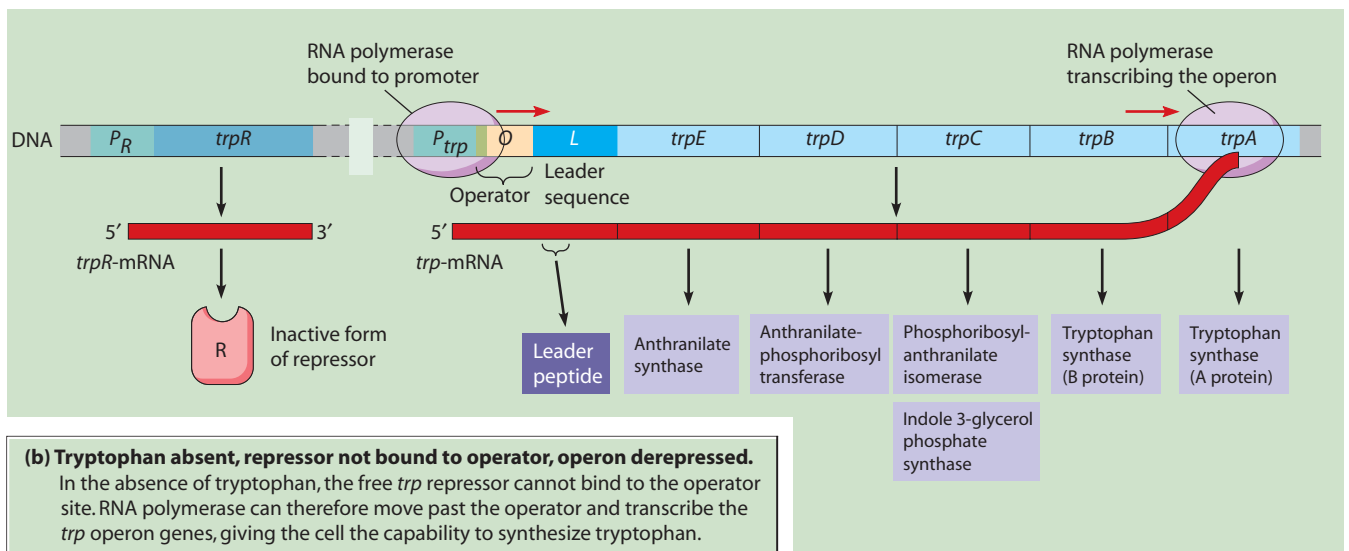 RNA polymerase
bound to promoter
RNA polymerase
transcribing the operon
DNA
PR
trpR
Ptrp
O
L
trpE
trpD
trpC
trpB
trpA
Operator
Leader
sequence
5′
3′
trpR-mRNA
5′
trp-mRNA
R
Inactive form
of repressor
Leader
peptide
Anthranilate
synthase
Anthranilate-
phosphoribosyl
transferase
Phosphoribosyl-
anthranilate
isomerase
Indole 3-glycerol
phosphate
synthase
Tryptophan
synthase
(B protein)
Tryptophan
synthase
(A protein)
(b) Tryptophan absent, repressor not bound to operator, operon derepressed.
In the absence of tryptophan, the free trp repressor cannot bind to the operator
site. RNA polymerase can therefore move past the operator and transcribe the
trp operon genes, giving the cell the capability to synthesize tryptophan.